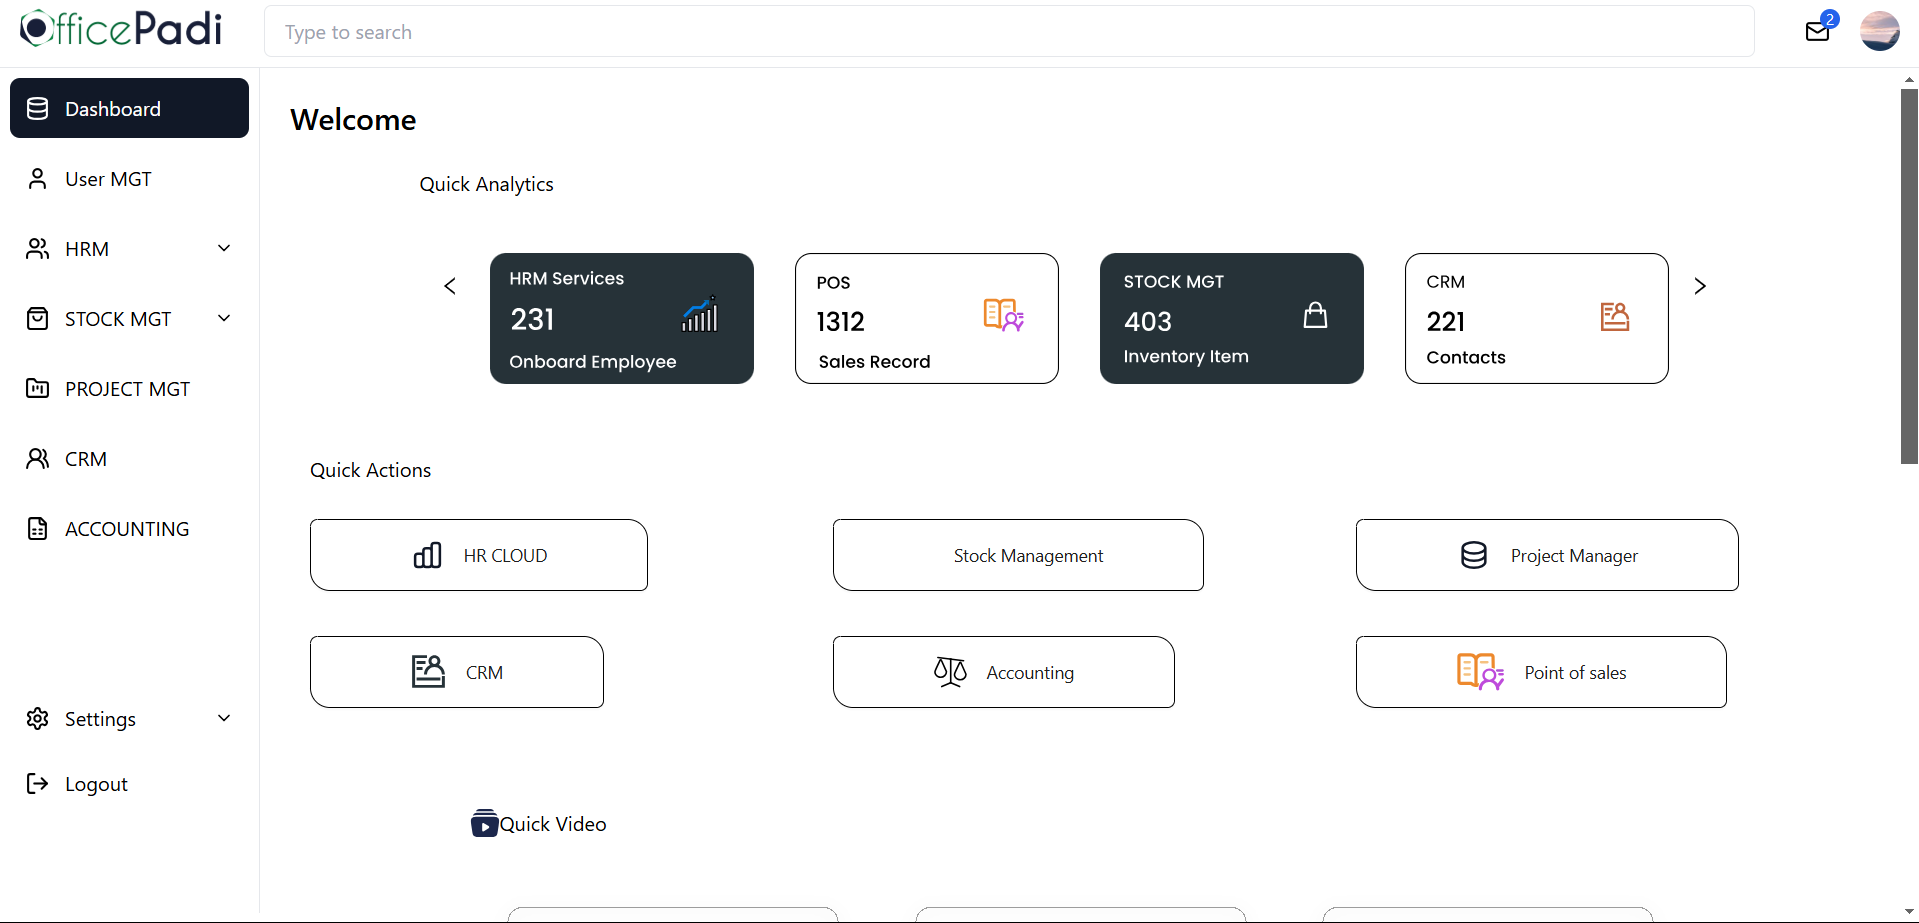 OfficePadi
Type to search
2
Dashboard
User MGT
HRM
STOCK MGT
PROJECT MGT
CRM
ACCOUNTING
Settings
Logout
Welcome
Quick Analytics
<
HRM Services
231
Onboard Employee
POS
1312
Sales Record
STOCK MGT
403
Inventory Item
CRM
221
Contacts
>
Quick Actions
HR CLOUD
Stock Management
Project Manager
CRM
Accounting
Point of sales
Quick Video